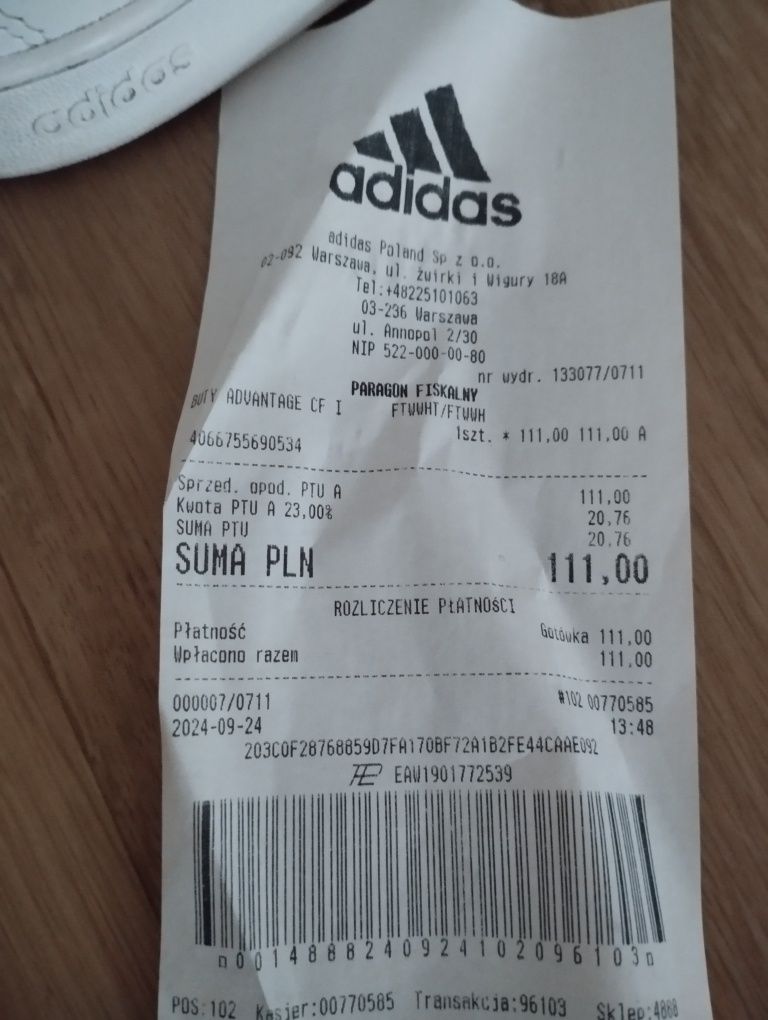 adidas
adidas
adidas Poland Sp z o.o.
02-092 Warszawa, ul. żwirki i Wigury 18A
Tel:+48225101063
03-236 Warszawa
ul. Annopol 2/30
NIP 522-000-00-80
nr wydr. 133077/0711
PARAGON FISKALNY
BUTY ADVANTAGE CF I FTWWHT/FTWWH
4066755690534 1szt. * 111,00 111,00 A
Sprzed. opod. PTU A 111,00
Kwota PTU A 23,00% 20,76
SUMA PTU 20,76
SUMA PLN 111,00
ROZLICZENIE PŁATNOŚCI
Płatność Gotówka 111,00
Wpłacono razem 111,00
000007/0711 #102 00770585
2024-09-24 13:48
203C0F28768859D7FA170BF72A1B2FE44CAAE092
EAW1901772539
n0014888240924102096103n
POS:102 Kasjer:00770585 Transakcja:96103 Sklep:4888